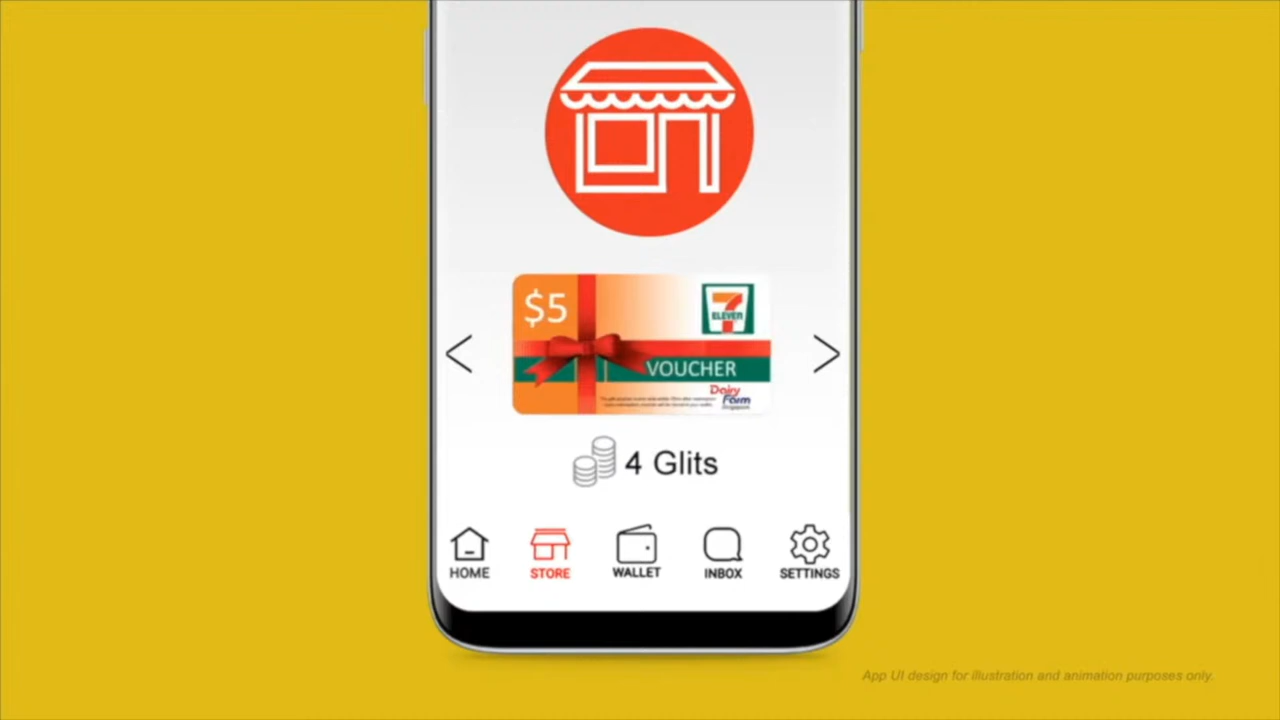 $5
7
ELEVEN
VOUCHER
Dairy
Farm
Singapore
4 Glits
HOME
STORE
WALLET
INBOX
SETTINGS
App UI design for illustration and animation purposes only.